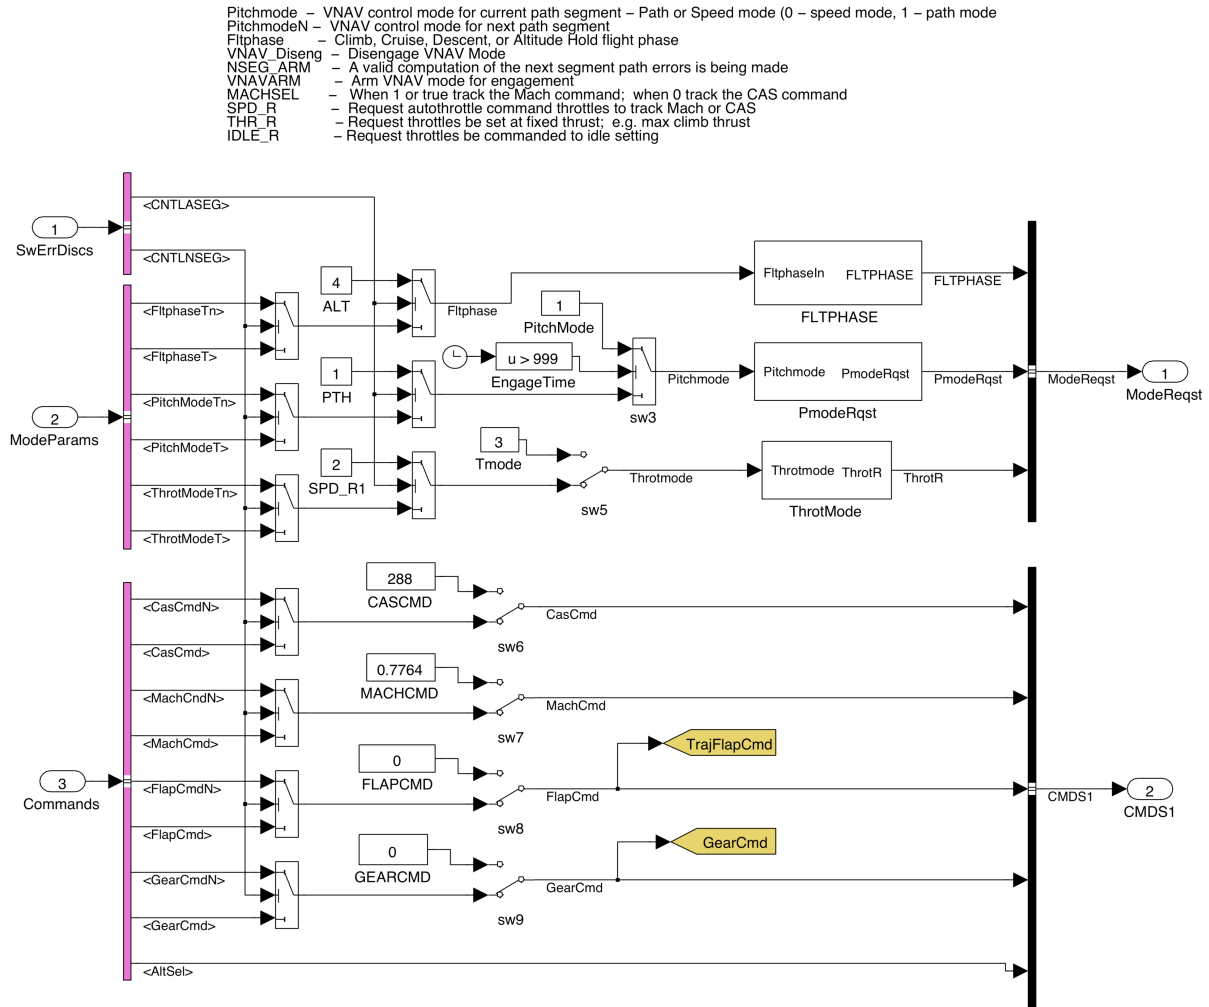 Pitchmode – VNAV control mode for current path segment – Path or Speed mode (0 – speed mode, 1 – path mode
PitchmodeN – VNAV control mode for next path segment
Fltphase – Climb, Cruise, Descent, or Altitude Hold flight phase
VNAV_Diseng – Disengage VNAV Mode
NSEG_ARM – A valid computation of the next segment path errors is being made
VNAVARM – Arm VNAV mode for engagement
MACHSEL – When 1 or true track the Mach command; when 0 track the CAS command
SPD_R – Request autothrottle command throttles to track Mach or CAS
THR_R – Request throttles be set at fixed thrust; e.g. max climb thrust
IDLE_R – Request throttles be commanded to idle setting
1
SwErrDiscs
<CNTLASEG>
<CNTLNSEG>
2
ModeParams
<FltphaseTn>
<FltphaseT>
<PitchModeTn>
<PitchModeT>
<ThrotModeTn>
<ThrotModeT>
4
ALT
1
PTH
2
SPD_R1
Fltphase
1
PitchMode
u > 999
EngageTime
sw3
3
Tmode
sw5
Pitchmode
Throtmode
FltphaseIn FLTPHASE
FLTPHASE
FLTPHASE
Pitchmode PmodeRqst
PmodeRqst
PmodeRqst
Throtmode ThrotR
ThrotMode
ThrotR
ModeReqst
1
ModeReqst
3
Commands
<CasCmdN>
<CasCmd>
<MachCndN>
<MachCmd>
<FlapCmdN>
<FlapCmd>
<GearCmdN>
<GearCmd>
<AltSel>
288
CASCMD
sw6
CasCmd
0.7764
MACHCMD
sw7
MachCmd
0
FLAPCMD
sw8
FlapCmd
TrajFlapCmd
0
GEARCMD
sw9
GearCmd
GearCmd
CMDS1
2
CMDS1